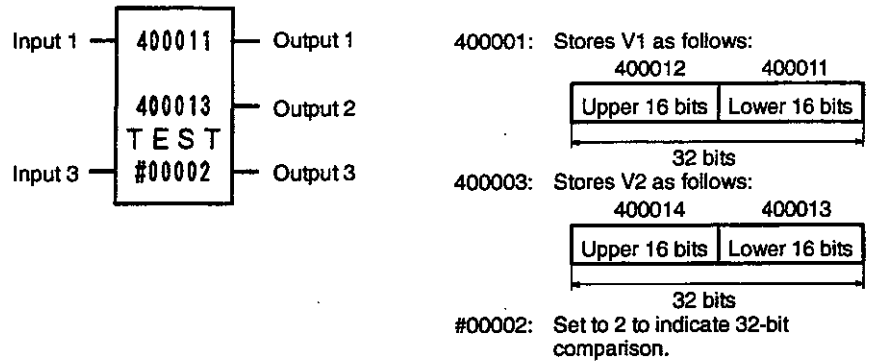 Input 1
400011
Output 1
400013
Output 2
TEST
Input 3
#00002
Output 3
400001: Stores V1 as follows:
400012 400011
Upper 16 bits Lower 16 bits
32 bits
400003: Stores V2 as follows:
400014 400013
Upper 16 bits Lower 16 bits
32 bits
#00002: Set to 2 to indicate 32-bit
comparison.